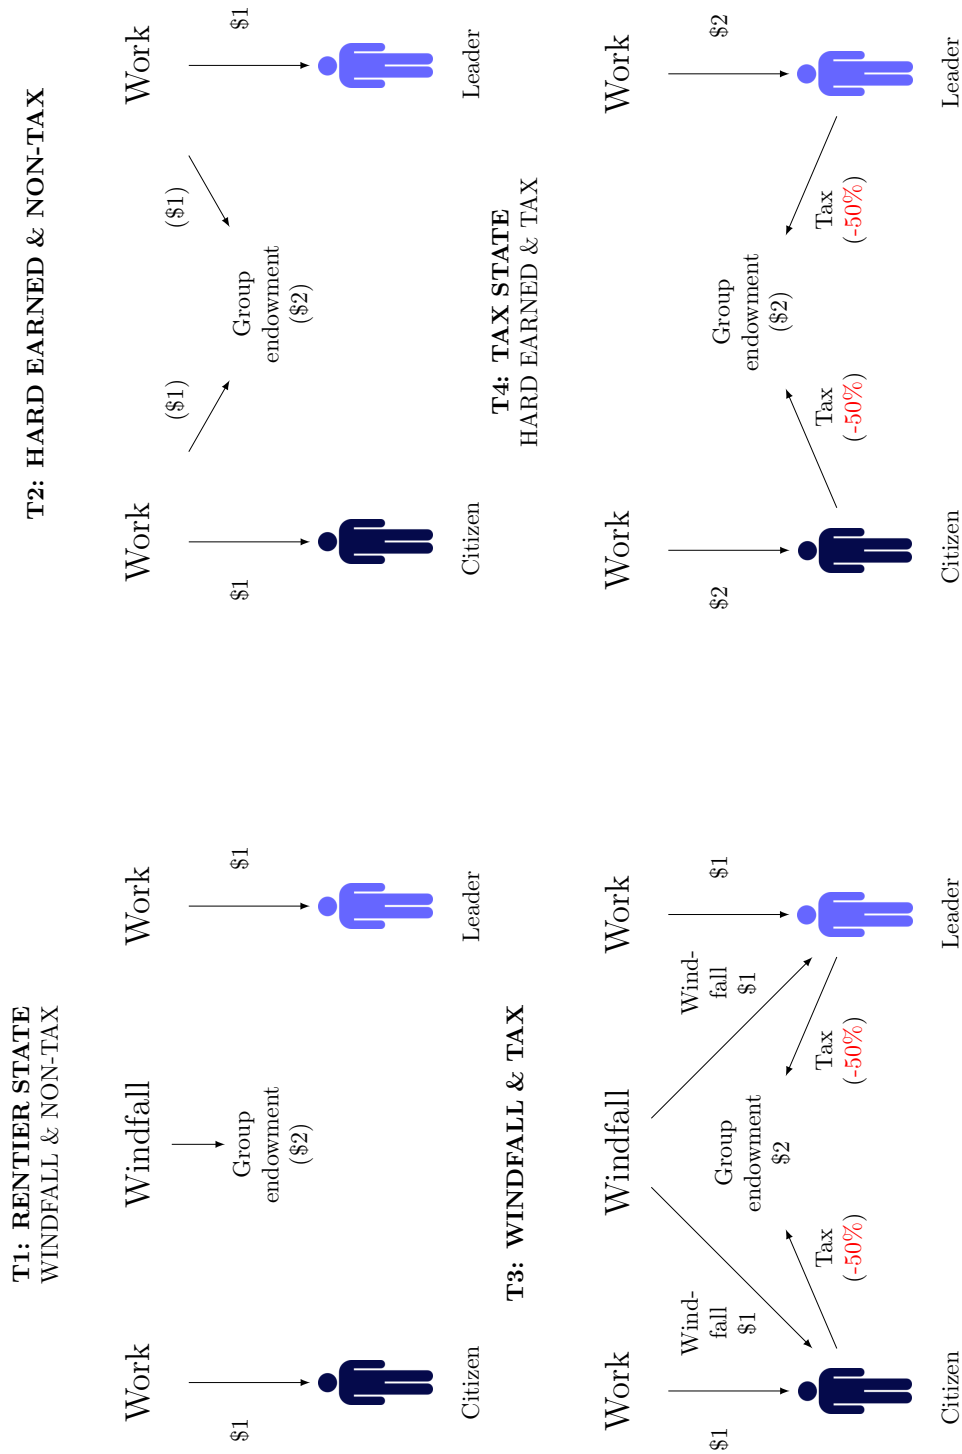 T1: RENTIER STATE
WINDFALL & NON-TAX
Work
Windfall
Work
$1
Group
endowment
($2)
$1
Citizen
Leader
T2: HARD EARNED & NON-TAX
Work
Work
$1
($1)
Group
endowment
($2)
($1)
$1
Citizen
Leader
T3: WINDFALL & TAX
Work
Windfall
Work
$1
Wind-
fall
$1
Group
endowment
$2
Wind-
fall
$1
$1
Tax
(-50%)
Tax
(-50%)
Citizen
Leader
T4: TAX STATE
HARD EARNED & TAX
Work
Work
$2
Group
endowment
($2)
$2
Tax
(-50%)
Tax
(-50%)
Citizen
Leader